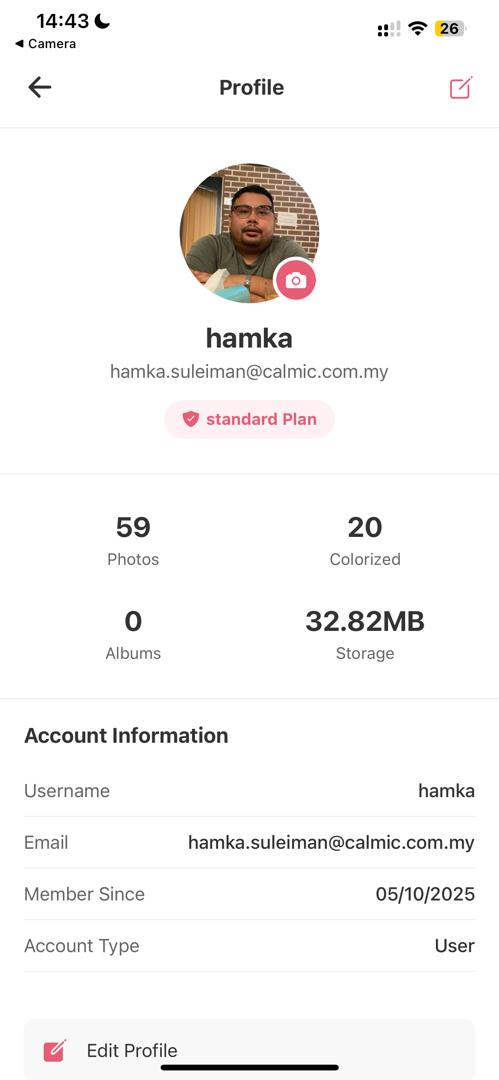 14:43
26
Camera
Profile
hamka
hamka.suleiman@calmic.com.my
standard Plan
59
20
Photos
Colorized
0
32.82MB
Albums
Storage
Account Information
Username hamka
Email hamka.suleiman@calmic.com.my
Member Since 05/10/2025
Account Type User
Edit Profile